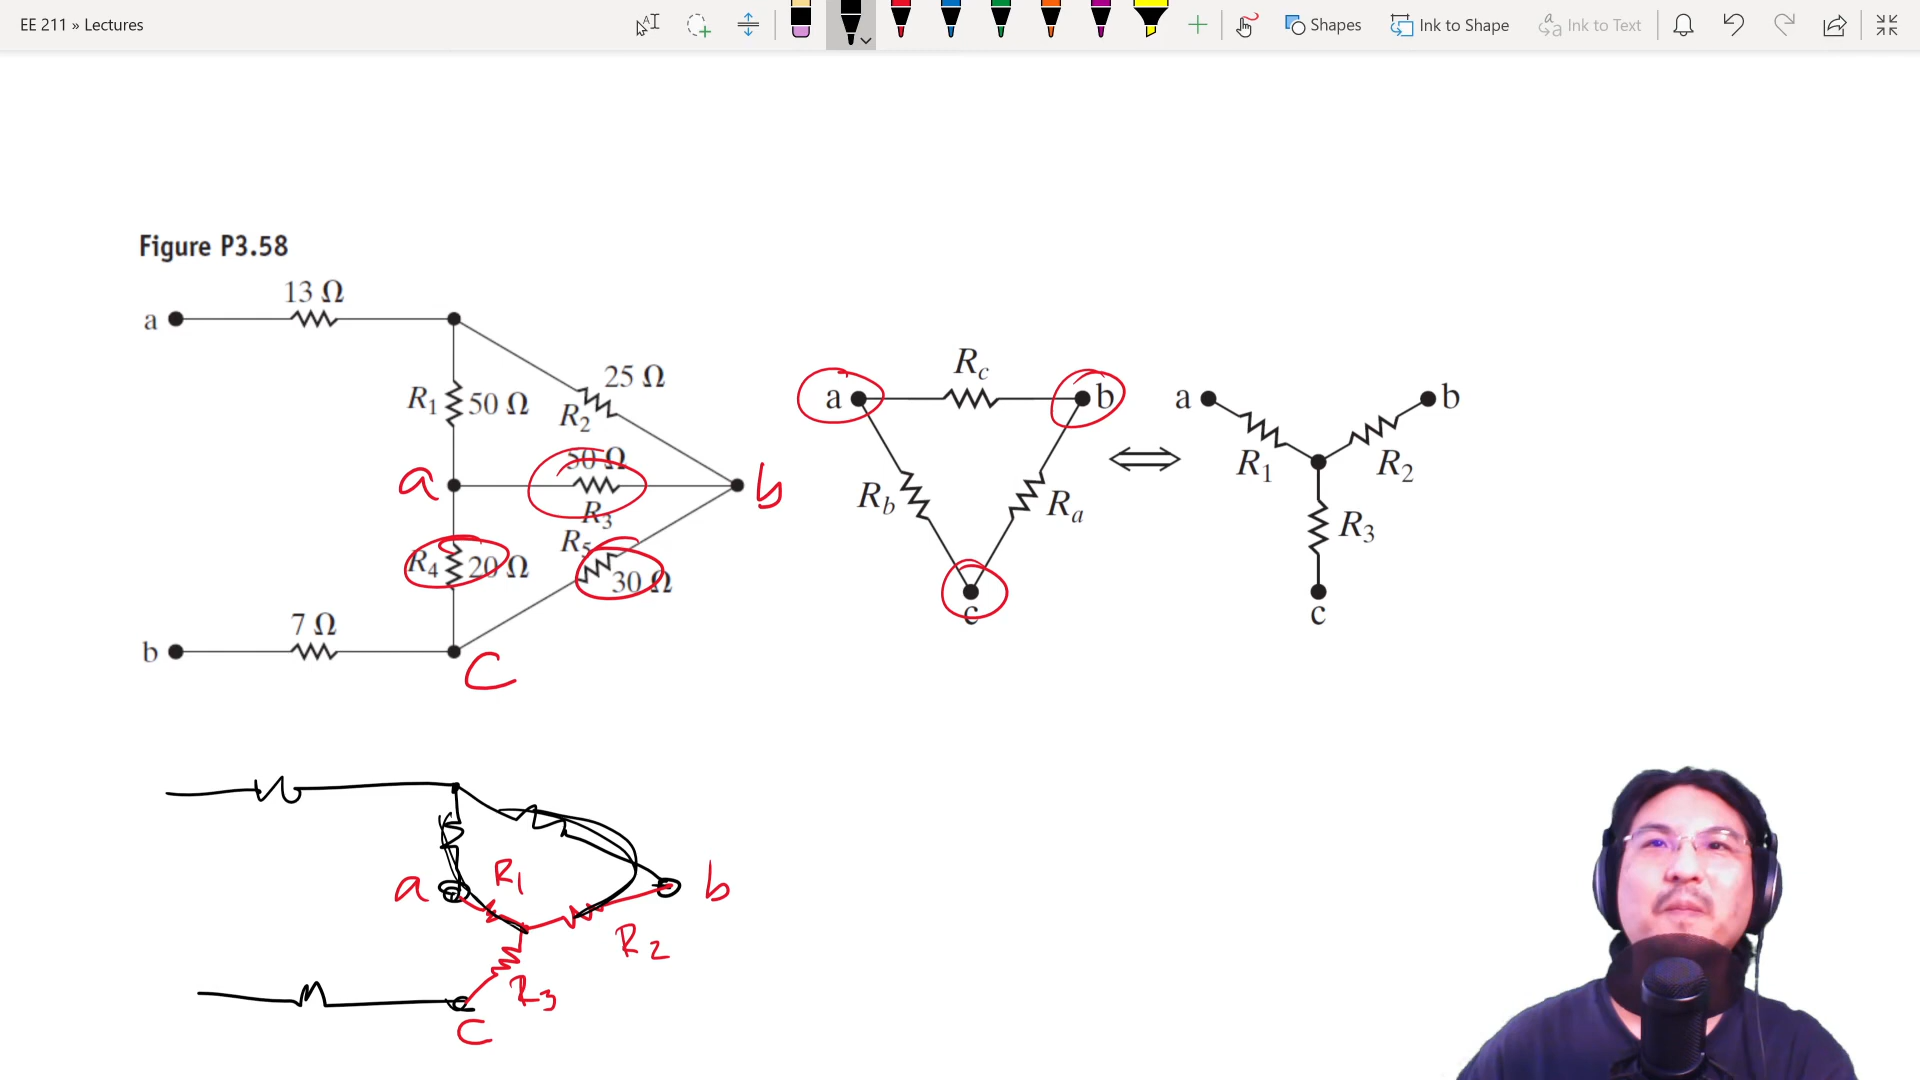 EE 211 » Lectures
Shapes
Ink to Shape
Ink to Text
Figure P3.58
a
13 Ω
R1
50 Ω
25 Ω
R2
50 Ω
R3
a
b
R4
20 Ω
R5
30 Ω
7 Ω
b
C
a
Rc
b
Rb
Ra
c
a
b
R1
R2
R3
c
a
R1
b
R2
R3
C